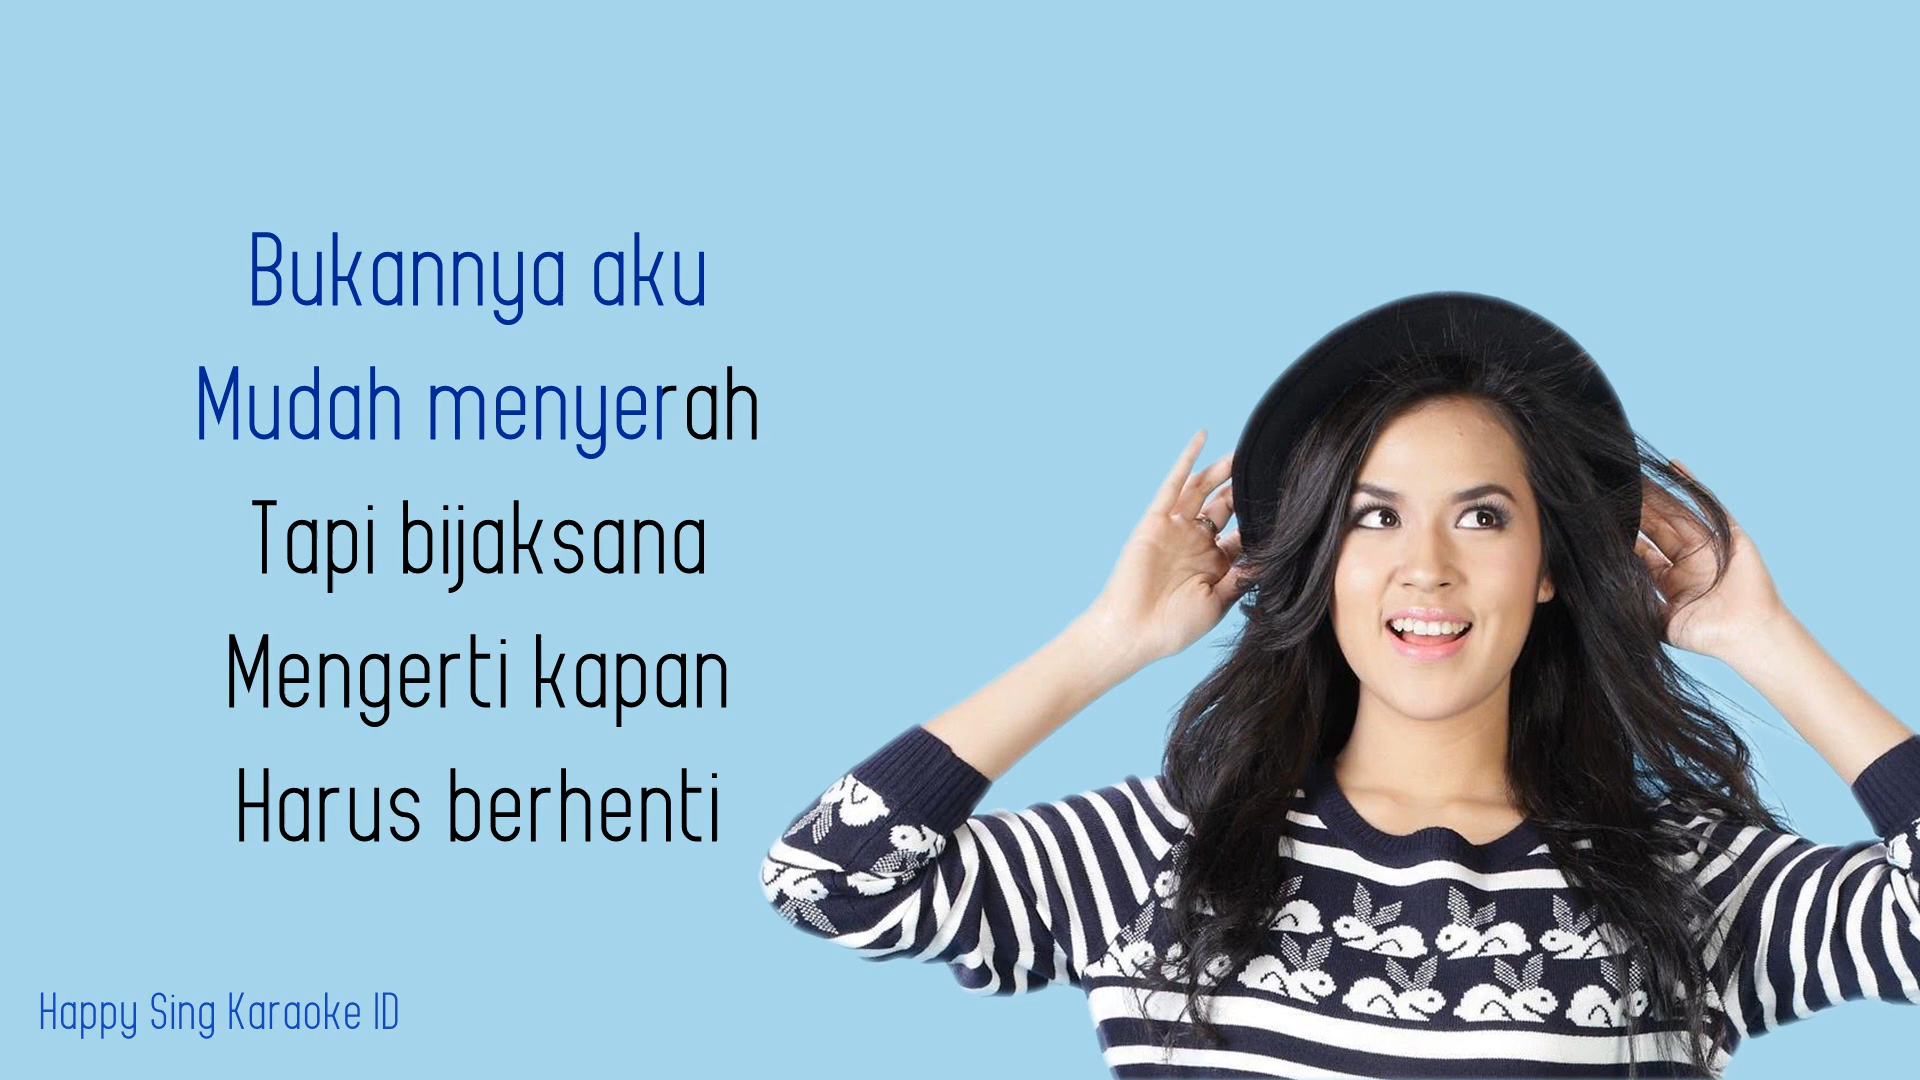 Bukannya aku
Mudah menyerah
Tapi bijaksana
Mengerti kapan
Harus berhenti
Happy Sing Karaoke ID